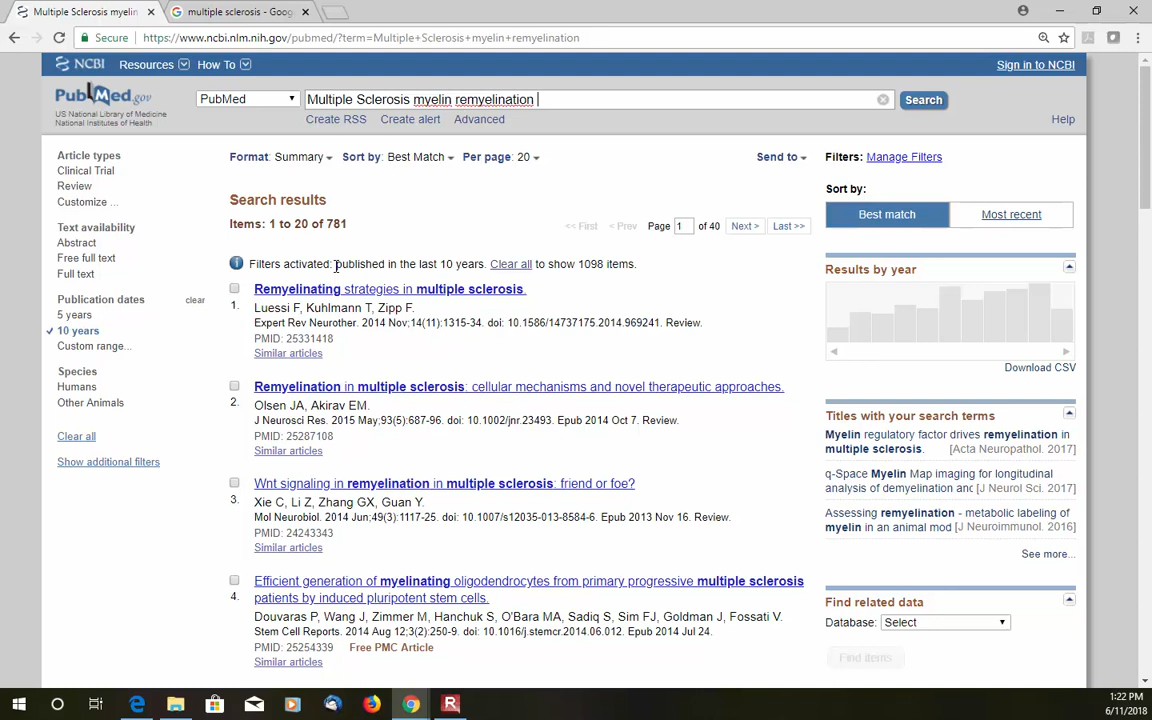 Multiple Sclerosis myelin
multiple sclerosis - Goog
Secure
https://www.ncbi.nlm.nih.gov/pubmed/?term=Multiple+Sclerosis+myelin+remyelination
NCBI Resources How To
Sign in to NCBI
PubMed.gov
US National Library of Medicine
National Institutes of Health
PubMed
Multiple Sclerosis myelin remyelination
Search
Create RSS Create alert Advanced
Help
Article types
Clinical Trial
Review
Customize ...
Text availability
Abstract
Free full text
Full text
Publication dates clear
5 years
10 years
Custom range...
Species
Humans
Other Animals
Clear all
Show additional filters
Format: Summary Sort by: Best Match Per page: 20
Send to
Search results
Items: 1 to 20 of 781
<< First < Prev Page 1 of 40 Next > Last >>
Filters activated: published in the last 10 years. Clear all to show 1098 items.
Remyelinating strategies in multiple sclerosis.
1. Luessi F, Kuhlmann T, Zipp F.
Expert Rev Neurother. 2014 Nov;14(11):1315-34. doi: 10.1586/14737175.2014.969241. Review.
PMID: 25331418
Similar articles
Remyelination in multiple sclerosis: cellular mechanisms and novel therapeutic approaches.
2. Olsen JA, Akirav EM.
J Neurosci Res. 2015 May;93(5):687-96. doi: 10.1002/jnr.23493. Epub 2014 Oct 7. Review.
PMID: 25287108
Similar articles
Wnt signaling in remyelination in multiple sclerosis: friend or foe?
3. Xie C, Li Z, Zhang GX, Guan Y.
Mol Neurobiol. 2014 Jun;49(3):1117-25. doi: 10.1007/s12035-013-8584-6. Epub 2013 Nov 16. Review.
PMID: 24243343
Similar articles
Efficient generation of myelinating oligodendrocytes from primary progressive multiple sclerosis
4. patients by induced pluripotent stem cells.
Douvaras P, Wang J, Zimmer M, Hanchuk S, O'Bara MA, Sadiq S, Sim FJ, Goldman J, Fossati V.
Stem Cell Reports. 2014 Aug 12;3(2):250-9. doi: 10.1016/j.stemcr.2014.06.012. Epub 2014 Jul 24.
PMID: 25254339 Free PMC Article
Similar articles
Filters: Manage Filters
Sort by:
Best match Most recent
Results by year
Download CSV
Titles with your search terms
Myelin regulatory factor drives remyelination in
multiple sclerosis. [Acta Neuropathol. 2017]
q-Space Myelin Map imaging for longitudinal
analysis of demyelination anc [J Neurol Sci. 2017]
Assessing remyelination - metabolic labeling of
myelin in an animal mod [J Neuroimmunol. 2016]
See more...
Find related data
Database: Select
Find items
1:22 PM
6/11/2018